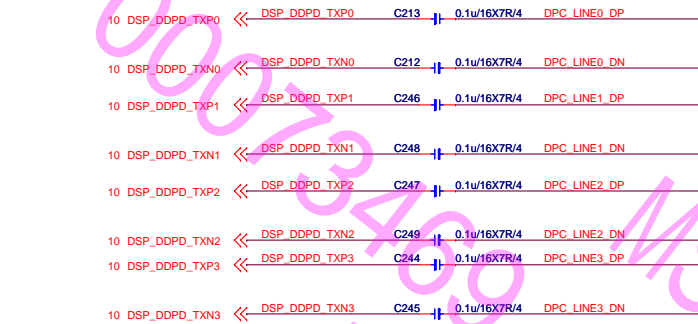 10 DSP_DDPD_TXP0 DSP_DDPD_TXP0 C213 0.1u/16X7R/4 DPC_LINE0_DP
10 DSP_DDPD_TXN0 DSP_DDPD_TXN0 C212 0.1u/16X7R/4 DPC_LINE0_DN
10 DSP_DDPD_TXP1 DSP_DDPD_TXP1 C246 0.1u/16X7R/4 DPC_LINE1_DP
10 DSP_DDPD_TXN1 DSP_DDPD_TXN1 C248 0.1u/16X7R/4 DPC_LINE1_DN
10 DSP_DDPD_TXP2 DSP_DDPD_TXP2 C247 0.1u/16X7R/4 DPC_LINE2_DP
10 DSP_DDPD_TXN2 DSP_DDPD_TXN2 C249 0.1u/16X7R/4 DPC_LINE2_DN
10 DSP_DDPD_TXP3 DSP_DDPD_TXP3 C244 0.1u/16X7R/4 DPC_LINE3_DP
10 DSP_DDPD_TXN3 DSP_DDPD_TXN3 C245 0.1u/16X7R/4 DPC_LINE3_DN
00073469